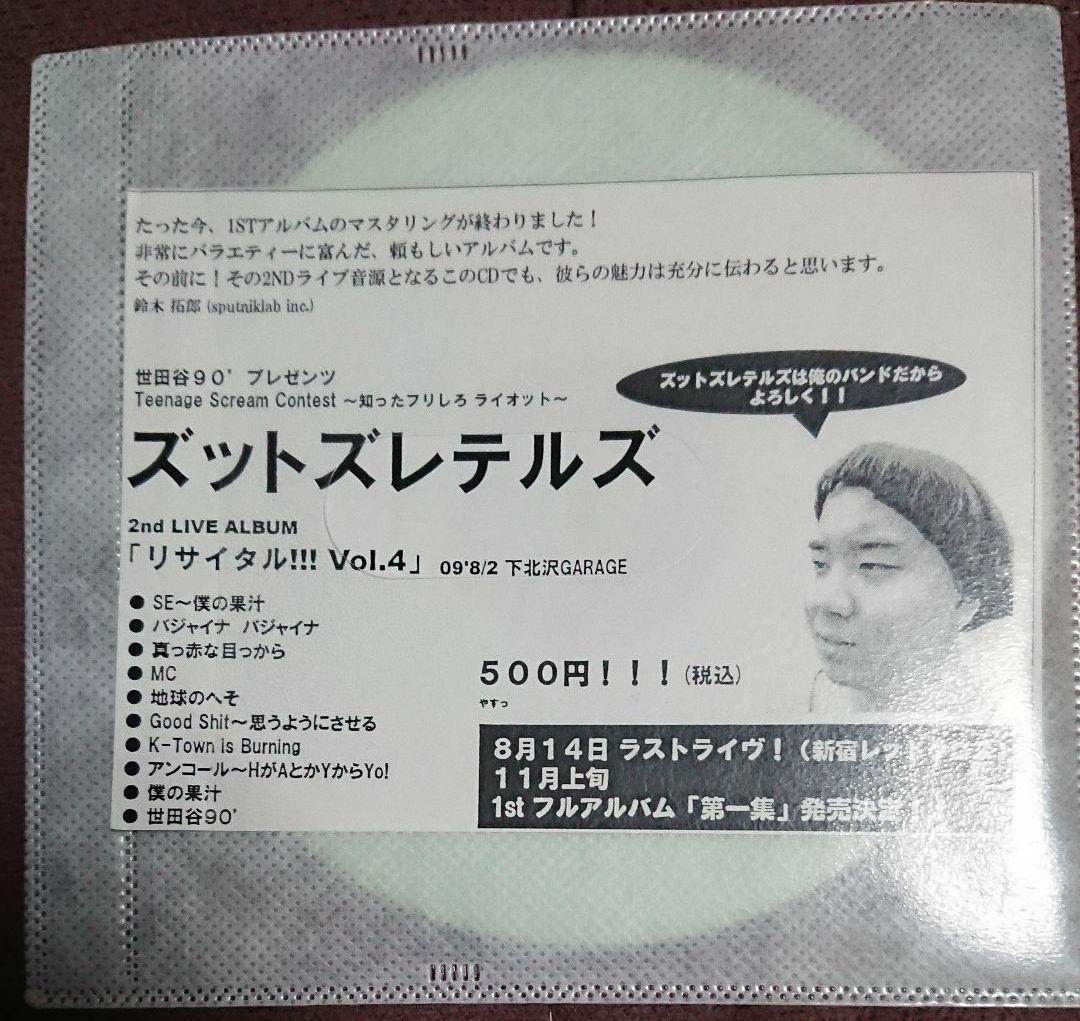 たった今、1STアルバムのマスタリングが終わりました！
非常にバラエティーに富んだ、頼もしいアルバムです。
その前に！その2NDライブ音源となるこのCDでも、彼らの魅力は充分に伝わると思います。
鈴木 拓郎 (sputniklab inc.)
世田谷９０’ プレゼンツ
Teenage Scream Contest ～知ったフリしろ ライオット～
ズットズレテルズは俺のバンドだから
よろしく！！
ズットズレテルズ
2nd LIVE ALBUM
「リサイタル!!! Vol.4」 09'8/2 下北沢GARAGE
● SE～僕の果汁
● バジャイナ バジャイナ
● 真っ赤な目っから
● MC
● 地球のへそ
● Good Shit～思うようにさせる
● K-Town is Burning
● アンコール～HがAとかYからYo!
● 僕の果汁
● 世田谷90'
５００円！！！(税込)
やすっ
８月１４日 ラストライヴ！（新宿レッド
１１月上旬
1st フルアルバム「第一集」発売決定